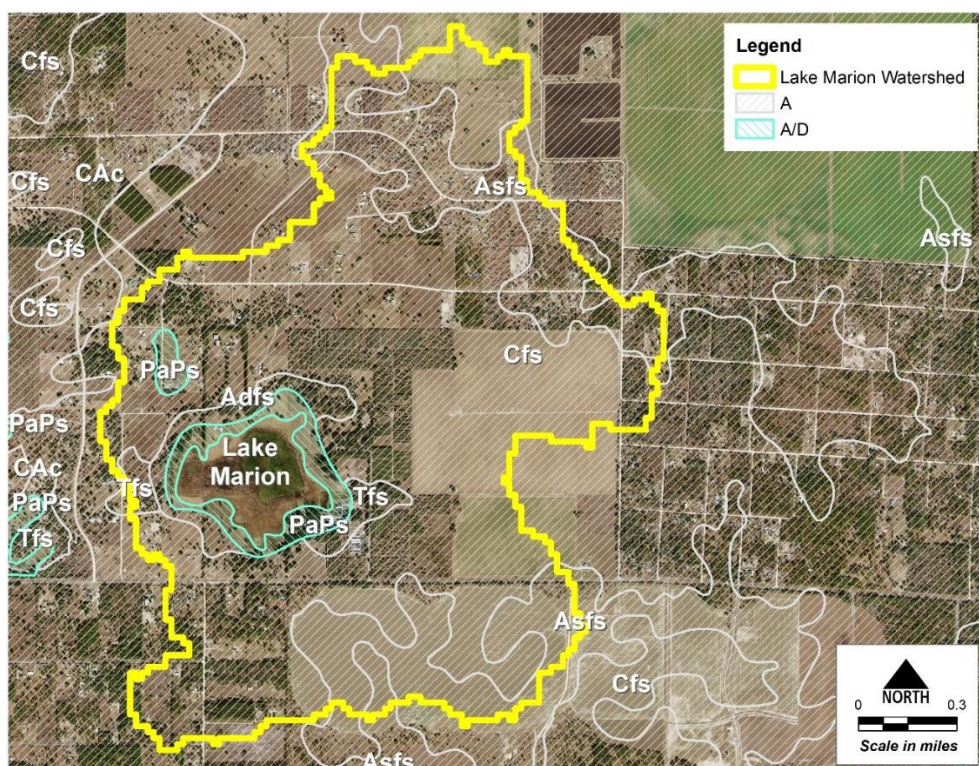 Legend
Lake Marion Watershed
A
A/D
Cfs
CAc
Cfs
Asfs
Asfs
Cfs
Cfs
Cfs
PaPs
Adfs
PaPs
Lake
Marion
CAc
Tfs
Tfs
PaPs
PaPs
Tfs
Asfs
Cfs
Asfs
NORTH
0 0.3
Scale in miles